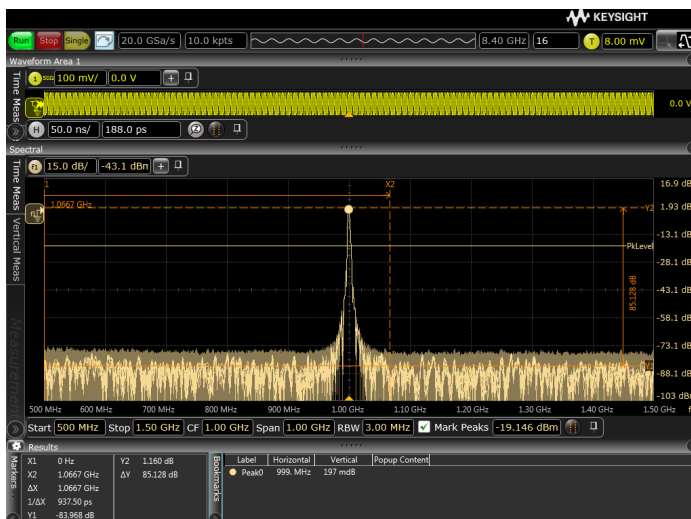 KEYSIGHT
Run Stop Single 20.0 GSa/s 10.0 kpts 8.40 GHz 16 T 8.00 mV
Waveform Area 1
Time Meas
1 50Ω 100 mV/ 0.0 V +
T
0.0 V
H 50.0 ns/ 188.0 ps
Spectral
Time Meas
Vertical Meas
Measurements
f1 15.0 dB/ -43.1 dBm +
1 X2 16.9 dB
1.0667 GHz Y2 1.93 dB
-13.1 dB
PkLevel
-28.1 dB
85.128 dB
-43.1 dB
-58.1 dB
-73.1 dB
-88.1 dB
-103 dB
500 MHz 600 MHz 700 MHz 800 MHz 900 MHz 1.00 GHz 1.10 GHz 1.20 GHz 1.30 GHz 1.40 GHz 1.50 GHz f
Start 500 MHz Stop 1.50 GHz CF 1.00 GHz Span 1.00 GHz RBW 3.00 MHz Mark Peaks -19.146 dBm
Results
Markers...
X1 0 Hz Y2 1.160 dB
X2 1.0667 GHz ΔY 85.128 dB
ΔX 1.0667 GHz
1/ΔX 937.50 ps
Y1 -83.968 dB
Bookmarks
Label Horizontal Vertical Popup Content
Peak0 999. MHz 197 mdB